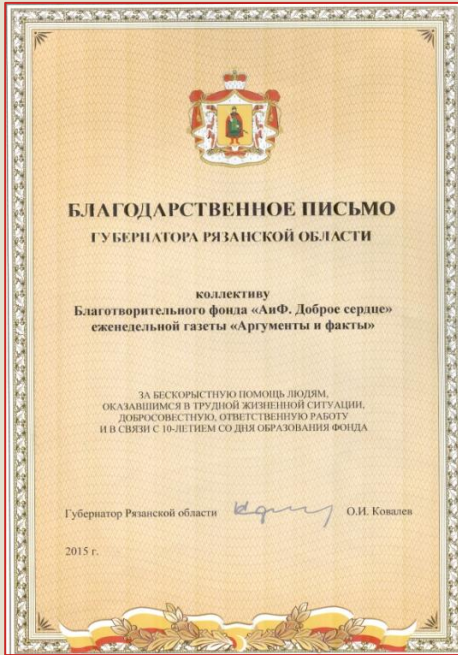 БЛАГОДАРСТВЕННОЕ ПИСЬМО
ГУБЕРНАТОРА РЯЗАНСКОЙ ОБЛАСТИ
коллективу
Благотворительного фонда «АиФ. Доброе сердце»
еженедельной газеты «Аргументы и факты»
ЗА БЕСКОРЫСТНУЮ ПОМОЩЬ ЛЮДЯМ,
ОКАЗАВШИМСЯ В ТРУДНОЙ ЖИЗНЕННОЙ СИТУАЦИИ,
ДОБРОСОВЕСТНУЮ, ОТВЕТСТВЕННУЮ РАБОТУ
И В СВЯЗИ С 10-ЛЕТИЕМ СО ДНЯ ОБРАЗОВАНИЯ ФОНДА
Губернатор Рязанской области О.И. Ковалев
2015 г.